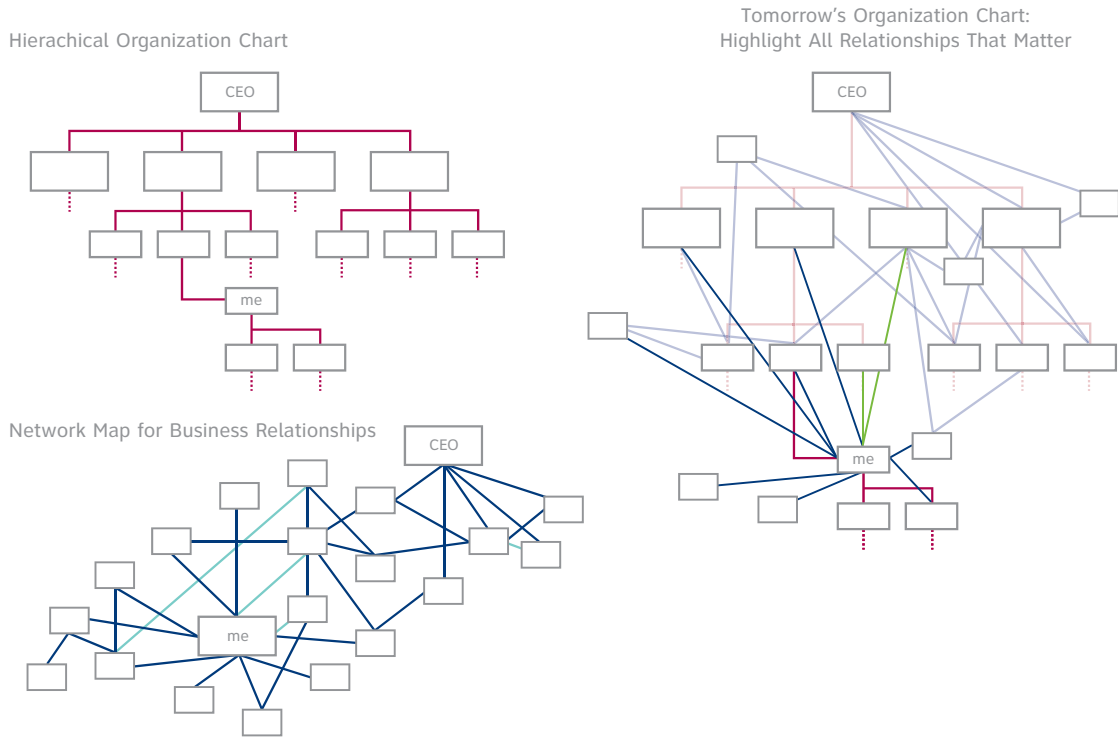 Hierachical Organization Chart
CEO
me
Network Map for Business Relationships
CEO
me
Tomorrow's Organization Chart:
Highlight All Relationships That Matter
CEO
me